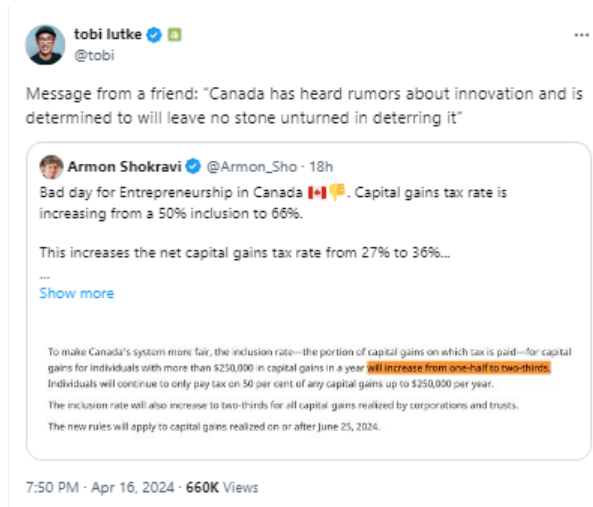 tobi lutke
@tobi
Message from a friend: “Canada has heard rumors about innovation and is
determined to will leave no stone unturned in deterring it”
Armon Shokravi @Armon_Sho · 18h
Bad day for Entrepreneurship in Canada 🇨🇦👎. Capital gains tax rate is
increasing from a 50% inclusion to 66%.
This increases the net capital gains tax rate from 27% to 36%...
...
Show more
To make Canada's system more fair, the inclusion rate—the portion of capital gains on which tax is paid—for capital
gains for individuals with more than $250,000 in capital gains in a year will increase from one-half to two-thirds.
Individuals will continue to only pay tax on 50 per cent of any capital gains up to $250,000 per year.
The inclusion rate will also increase to two-thirds for all capital gains realized by corporations and trusts.
The new rules will apply to capital gains realized on or after June 25, 2024.
7:50 PM · Apr 16, 2024 · 660K Views